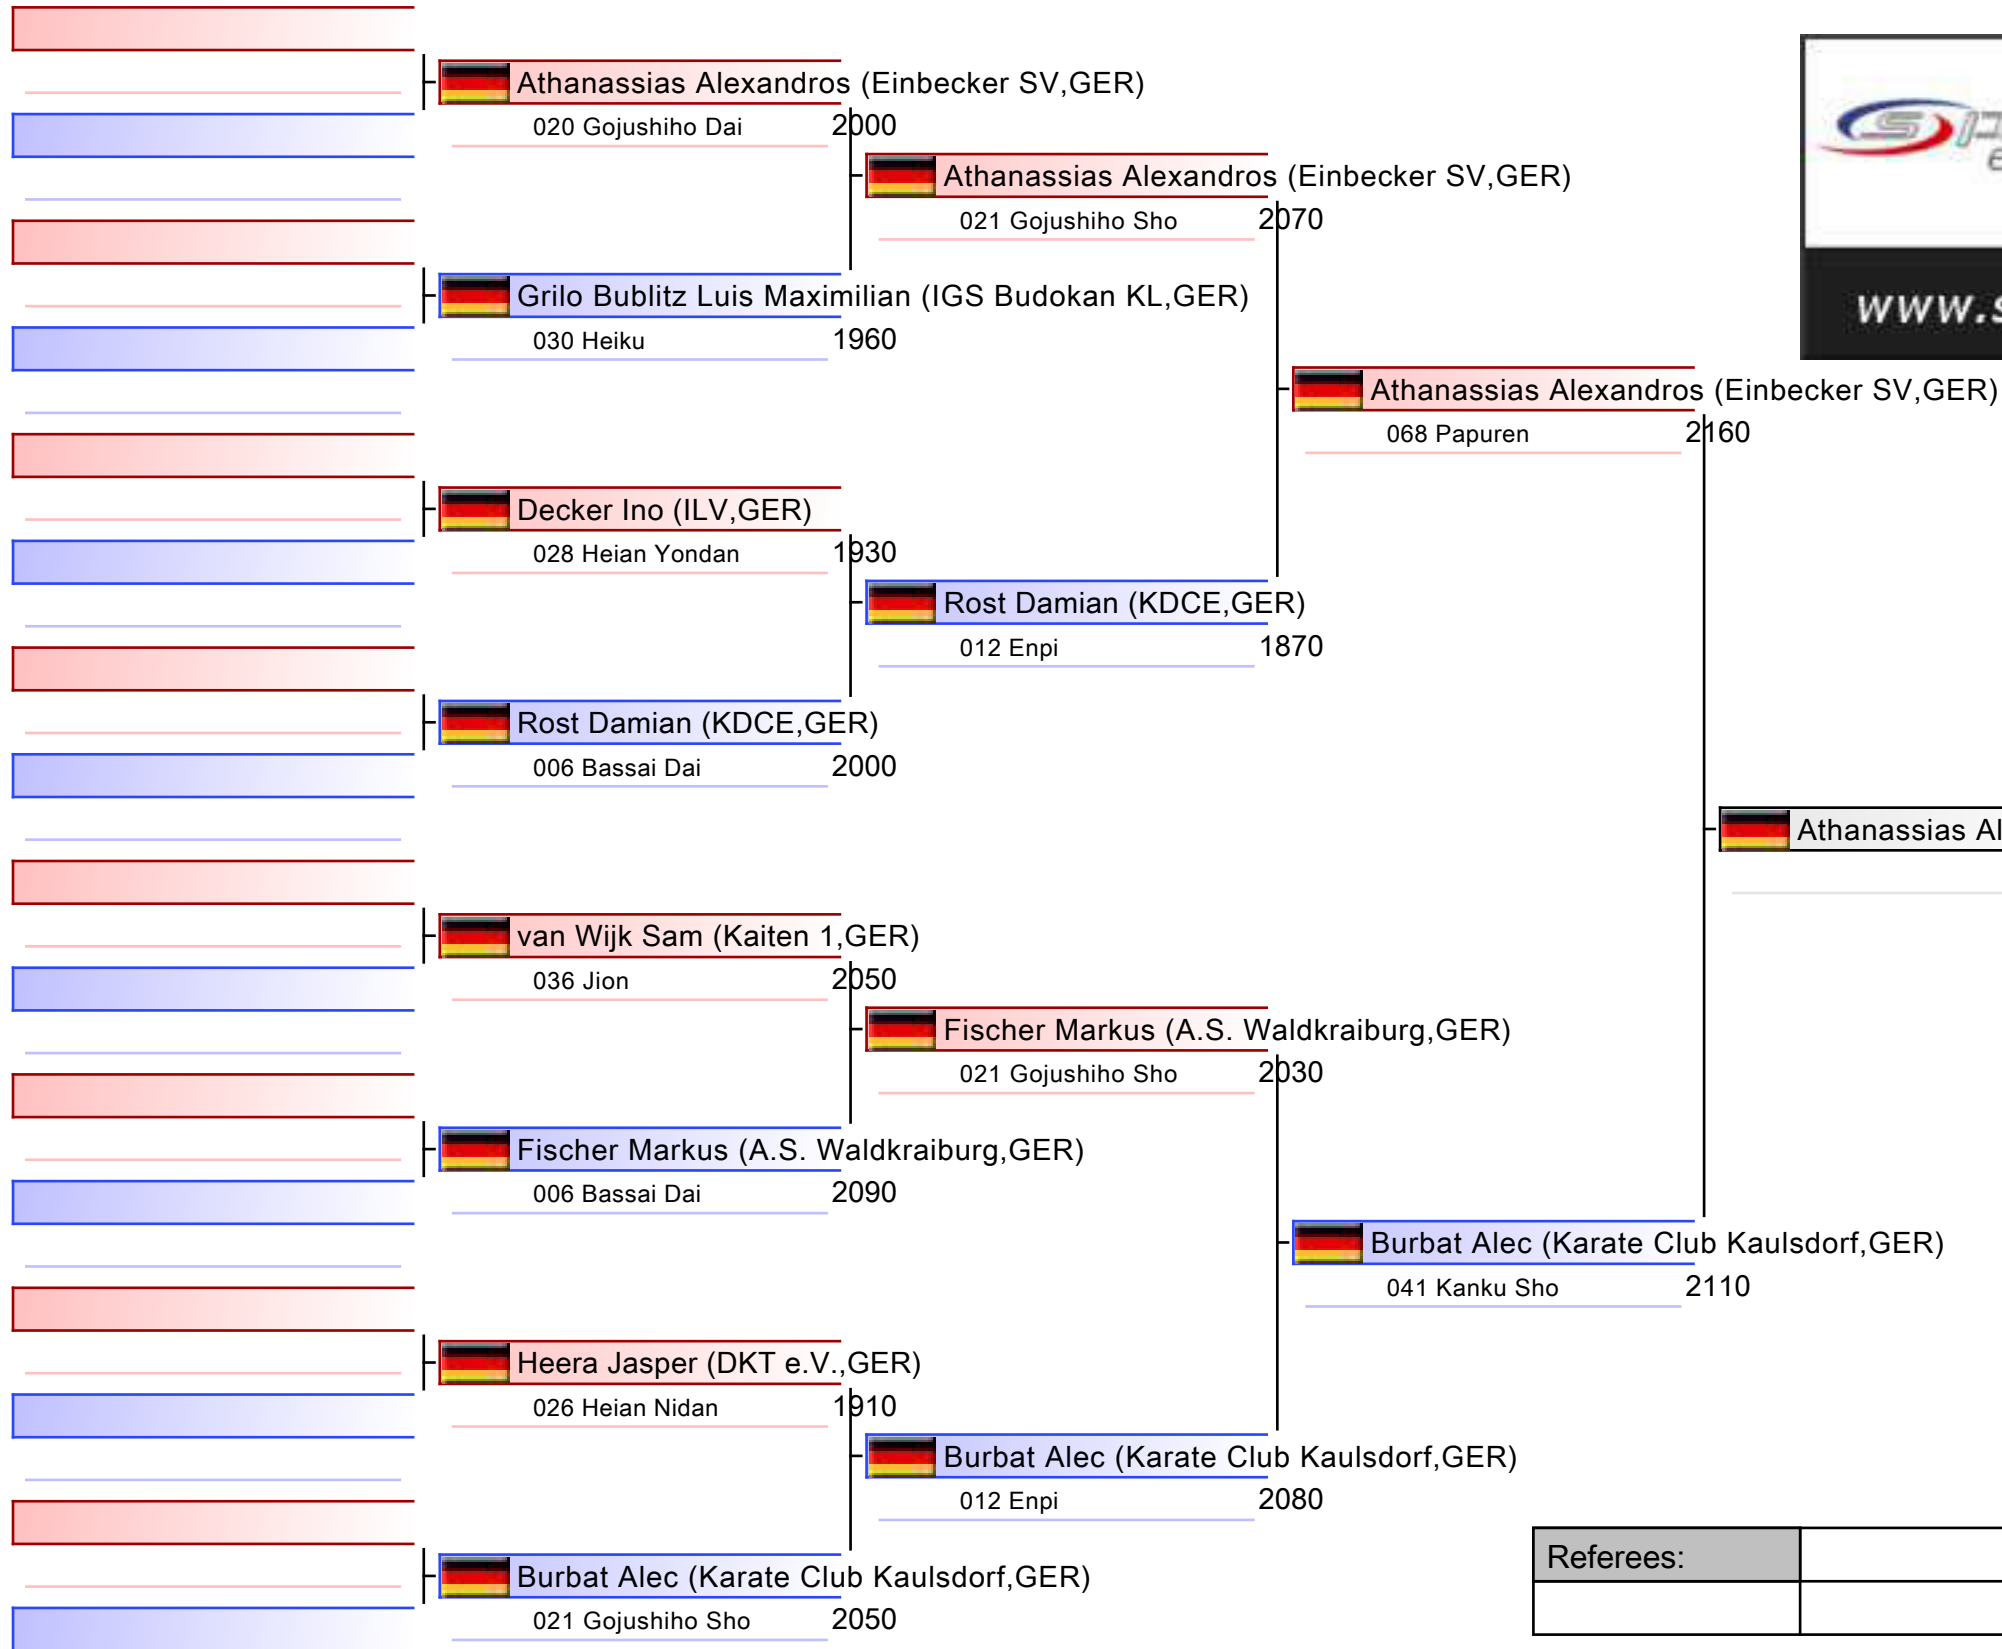 Athanassias Alexandros (Einbecker SV,GER)
020 Gojushiho Dai 2000
Athanassias Alexandros (Einbecker SV,GER)
021 Gojushiho Sho 2070
Grilo Bublitz Luis Maximilian (IGS Budokan KL,GER)
030 Heiku 1960
www.s
Athanassias Alexandros (Einbecker SV,GER)
068 Papuren 2160
Decker Ino (ILV,GER)
028 Heian Yondan 1930
Rost Damian (KDCE,GER)
012 Enpi 1870
Rost Damian (KDCE,GER)
006 Bassai Dai 2000
Athanassias Al
van Wijk Sam (Kaiten 1,GER)
036 Jion 2050
Fischer Markus (A.S. Waldkraiburg,GER)
021 Gojushiho Sho 2030
Fischer Markus (A.S. Waldkraiburg,GER)
006 Bassai Dai 2090
Burbat Alec (Karate Club Kaulsdorf,GER)
041 Kanku Sho 2110
Heera Jasper (DKT e.V.,GER)
026 Heian Nidan 1910
Burbat Alec (Karate Club Kaulsdorf,GER)
012 Enpi 2080
Burbat Alec (Karate Club Kaulsdorf,GER)
021 Gojushiho Sho 2050
Referees: